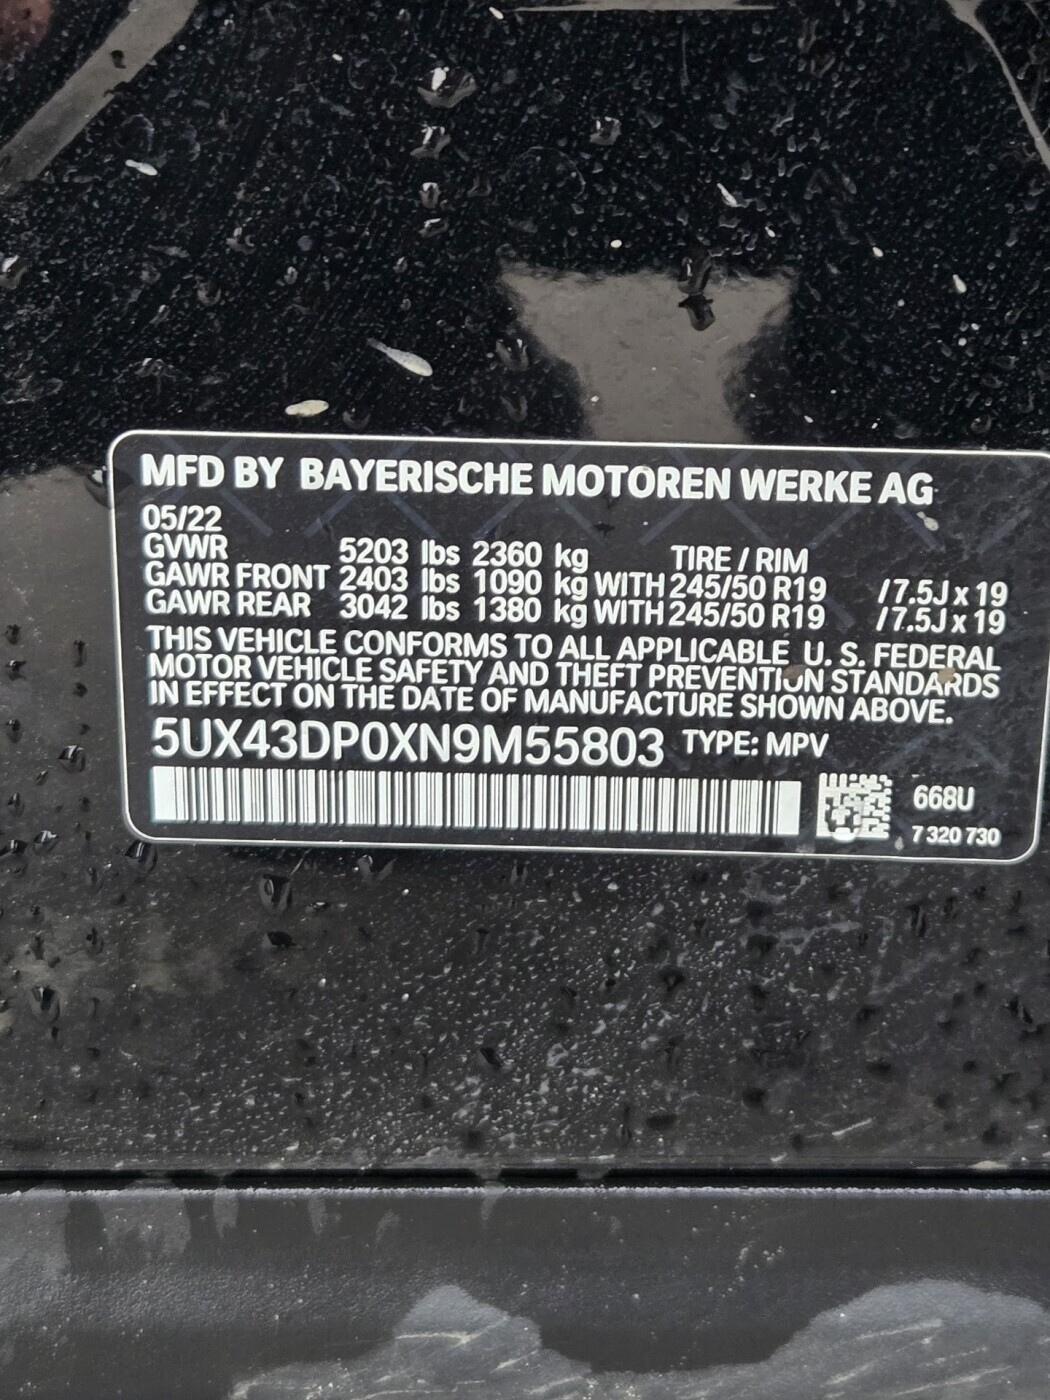 MFD BY BAYERISCHE MOTOREN WERKE AG
05/22
GVWR 5203 lbs 2360 kg TIRE / RIM
GAWR FRONT 2403 lbs 1090 kg WITH 245/50 R19 / 7.5J x 19
GAWR REAR 3042 lbs 1380 kg WITH 245/50 R19 / 7.5J x 19
THIS VEHICLE CONFORMS TO ALL APPLICABLE U. S. FEDERAL
MOTOR VEHICLE SAFETY AND THEFT PREVENTION STANDARDS
IN EFFECT ON THE DATE OF MANUFACTURE SHOWN ABOVE.
5UX43DP0XN9M55803 TYPE: MPV
668U
7 320 730